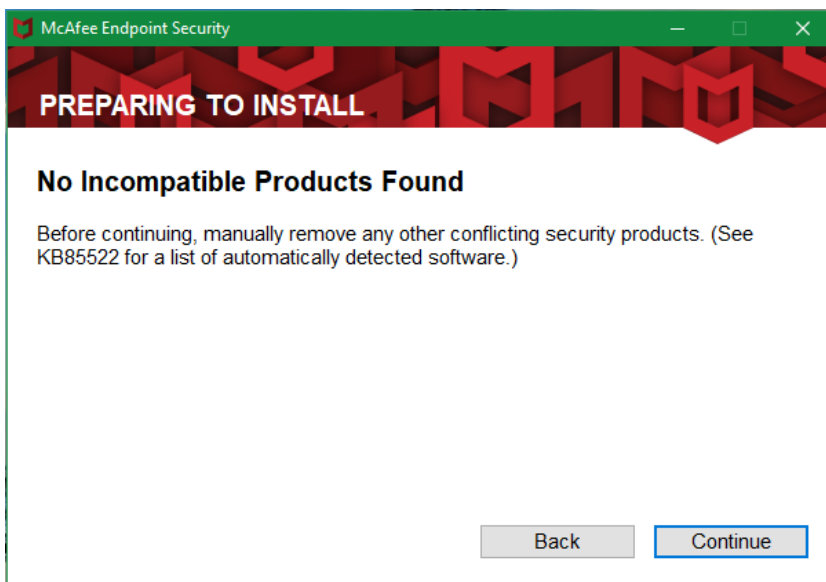 McAfee Endpoint Security
PREPARING TO INSTALL
No Incompatible Products Found
Before continuing, manually remove any other conflicting security products. (See
KB85522 for a list of automatically detected software.)
Back
Continue